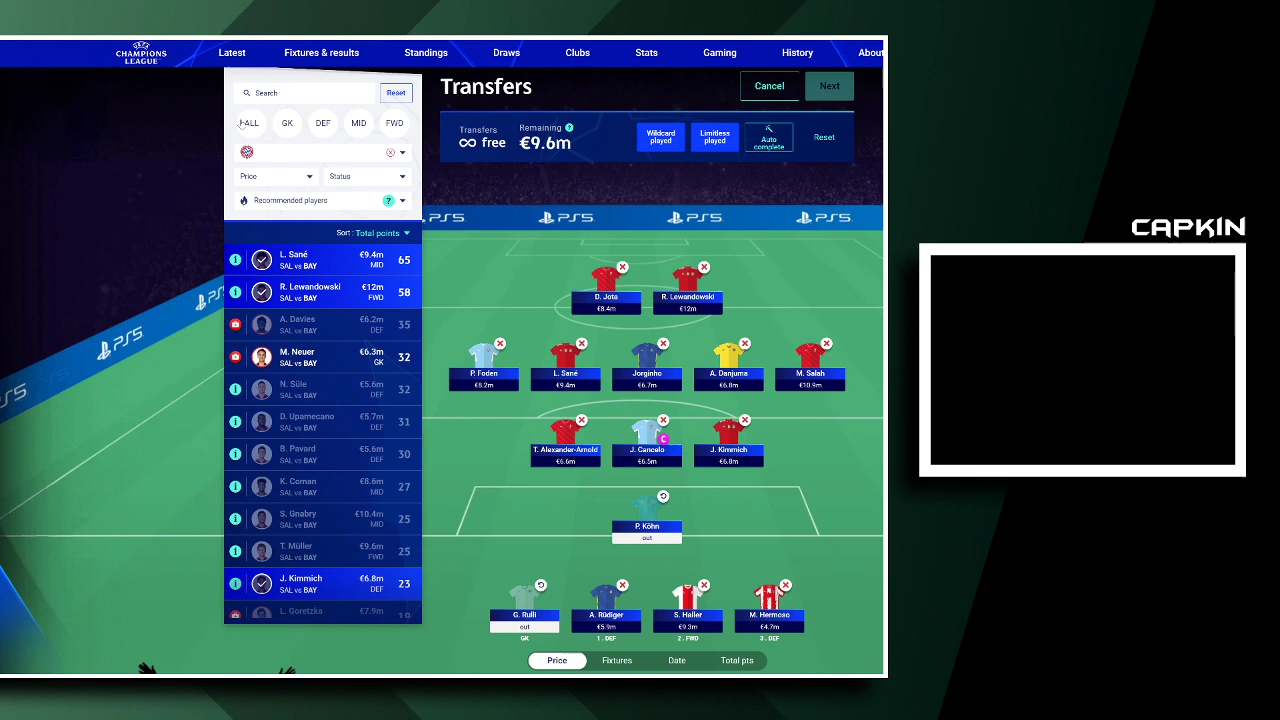 CHAMPIONS
LEAGUE
Latest
Fixtures & results
Standings
Draws
Clubs
Stats
Gaming
History
About
Search
Reset
ALL
GK
DEF
MID
FWD
Price
Status
Recommended players
?
Sort : Total points
L. Sané €9.4m 65
SAL vs BAY MID
R. Lewandowski €12m 58
SAL vs BAY FWD
A. Davies €6.2m 35
SAL vs BAY DEF
M. Neuer €6.3m 32
SAL vs BAY GK
N. Süle €5.6m 32
SAL vs BAY DEF
D. Upamecano €5.7m 31
SAL vs BAY DEF
B. Pavard €5.6m 30
SAL vs BAY DEF
K. Coman €8.6m 27
SAL vs BAY MID
S. Gnabry €10.4m 25
SAL vs BAY MID
T. Müller €9.6m 25
SAL vs BAY FWD
J. Kimmich €6.8m 23
SAL vs BAY DEF
L. Goretzka €7.9m
Transfers
Cancel
Next
Transfers
∞ free
Remaining ?
€9.6m
Wildcard
played
Limitless
played
Auto
complete
Reset
PS5
PS5
PS5
PS5
PS5
PS5
PS5
D. Jota
€8.4m
R. Lewandowski
€12m
P. Foden
€8.2m
L. Sané
€9.4m
Jorginho
€6.7m
A. Danjuma
€6.8m
M. Salah
€10.9m
T. Alexander-Arnold
€6.6m
C
J. Cancelo
€6.5m
J. Kimmich
€6.8m
P. Köhn
out
G. Rulli
out
GK
A. Rüdiger
€5.9m
1. DEF
S. Haller
€9.3m
2. FWD
M. Hermoso
€4.7m
3. DEF
Price
Fixtures
Date
Total pts
CAPKIN